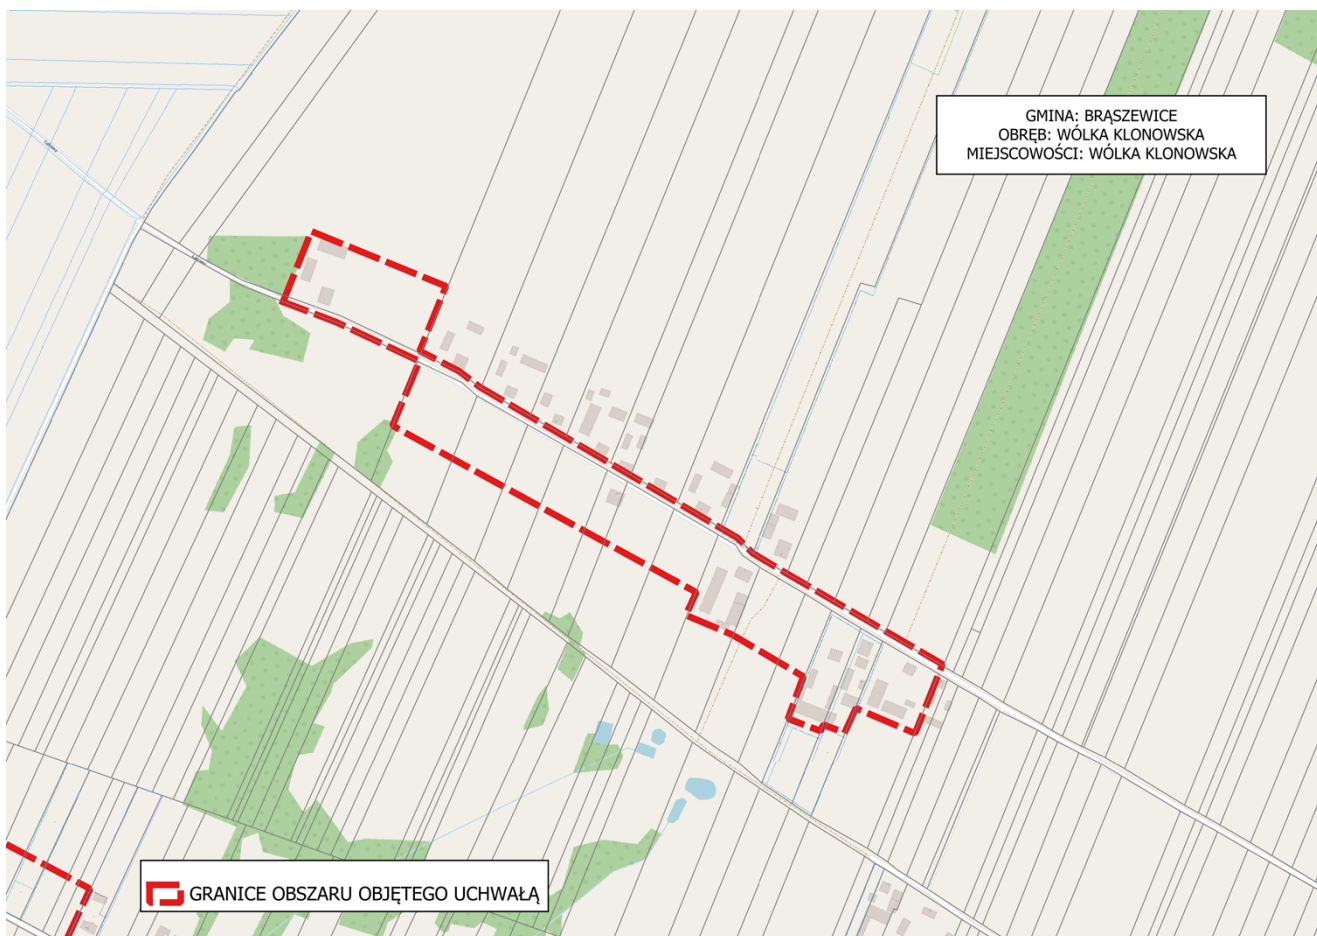 GMINA: BRĄSZEWICE
OBRĘB: WÓLKA KLONOWSKA
MIEJSCOWOŚCI: WÓLKA KLONOWSKA
GRANICE OBSZARU OBJĘTEGO UCHWAŁĄ